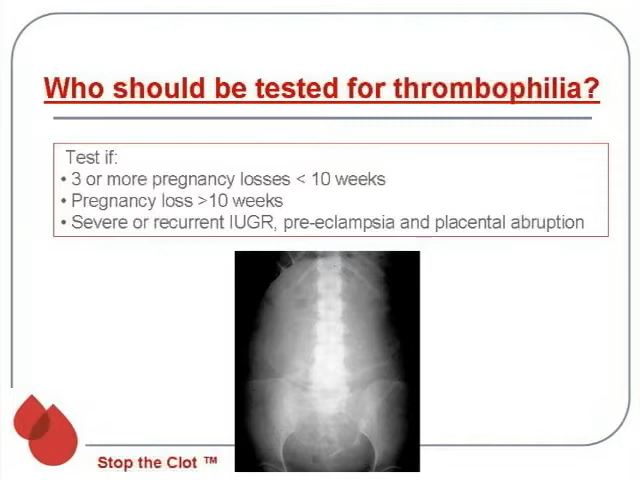 Who should be tested for thrombophilia?
Test if:
• 3 or more pregnancy losses < 10 weeks
• Pregnancy loss >10 weeks
• Severe or recurrent IUGR, pre-eclampsia and placental abruption
Stop the Clot ™